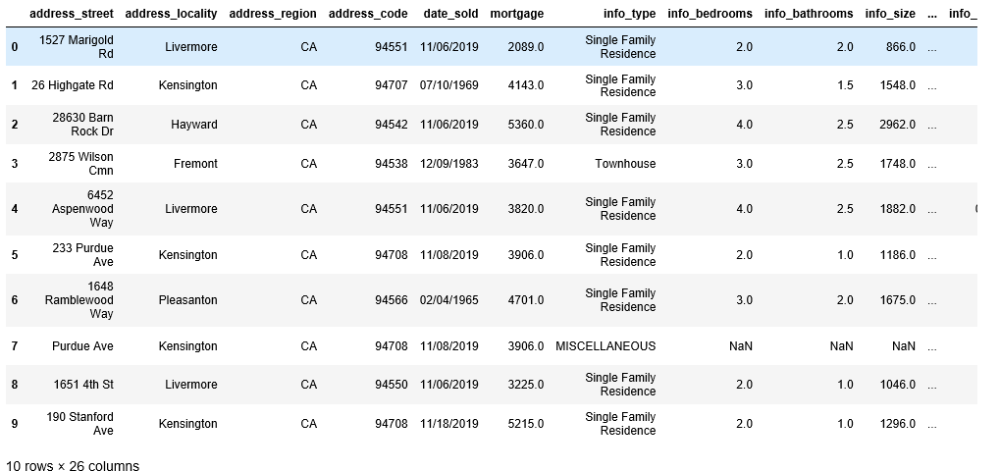 address_street address_locality address_region address_code date_sold mortgage info_type info_bedrooms info_bathrooms info_size ... info_
0 1527 Marigold Rd Livermore CA 94551 11/06/2019 2089.0 Single Family Residence 2.0 2.0 866.0 ...
1 26 Highgate Rd Kensington CA 94707 07/10/1969 4143.0 Single Family Residence 3.0 1.5 1548.0 ...
2 28630 Barn Rock Dr Hayward CA 94542 11/06/2019 5360.0 Single Family Residence 4.0 2.5 2962.0 ...
3 2875 Wilson Cmn Fremont CA 94538 12/09/1983 3647.0 Townhouse 3.0 2.5 1748.0 ...
4 6452 Aspenwood Way Livermore CA 94551 11/06/2019 3820.0 Single Family Residence 4.0 2.5 1882.0 ...
5 233 Purdue Ave Kensington CA 94708 11/08/2019 3906.0 Single Family Residence 2.0 1.0 1186.0 ...
6 1648 Ramblewood Way Pleasanton CA 94566 02/04/1965 4701.0 Single Family Residence 3.0 2.0 1675.0 ...
7 Purdue Ave Kensington CA 94708 11/08/2019 3906.0 MISCELLANEOUS NaN NaN NaN ...
8 1651 4th St Livermore CA 94550 11/06/2019 3225.0 Single Family Residence 2.0 1.0 1046.0 ...
9 190 Stanford Ave Kensington CA 94708 11/18/2019 5215.0 Single Family Residence 2.0 1.0 1296.0 ...
10 rows × 26 columns